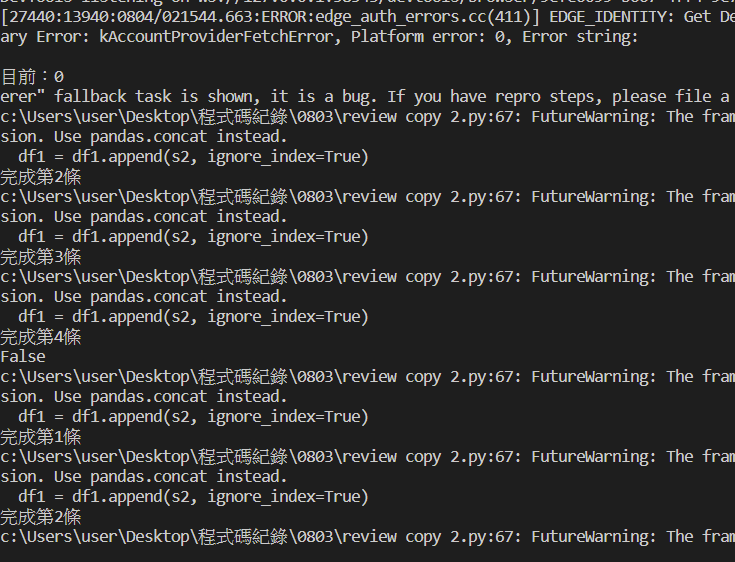 [27440:13940:0804/021544.663:ERROR:edge_auth_errors.cc(411)] EDGE_IDENTITY: Get De
ary Error: kAccountProviderFetchError, Platform error: 0, Error string:
目前：0
erer" fallback task is shown, it is a bug. If you have repro steps, please file a
c:\Users\user\Desktop\程式碼紀錄\0803\review copy 2.py:67: FutureWarning: The fram
sion. Use pandas.concat instead.
  df1 = df1.append(s2, ignore_index=True)
完成第2條
c:\Users\user\Desktop\程式碼紀錄\0803\review copy 2.py:67: FutureWarning: The fram
sion. Use pandas.concat instead.
  df1 = df1.append(s2, ignore_index=True)
完成第3條
c:\Users\user\Desktop\程式碼紀錄\0803\review copy 2.py:67: FutureWarning: The fram
sion. Use pandas.concat instead.
  df1 = df1.append(s2, ignore_index=True)
完成第4條
False
c:\Users\user\Desktop\程式碼紀錄\0803\review copy 2.py:67: FutureWarning: The fram
sion. Use pandas.concat instead.
  df1 = df1.append(s2, ignore_index=True)
完成第1條
c:\Users\user\Desktop\程式碼紀錄\0803\review copy 2.py:67: FutureWarning: The fram
sion. Use pandas.concat instead.
  df1 = df1.append(s2, ignore_index=True)
完成第2條
c:\Users\user\Desktop\程式碼紀錄\0803\review copy 2.py:67: FutureWarning: The fram